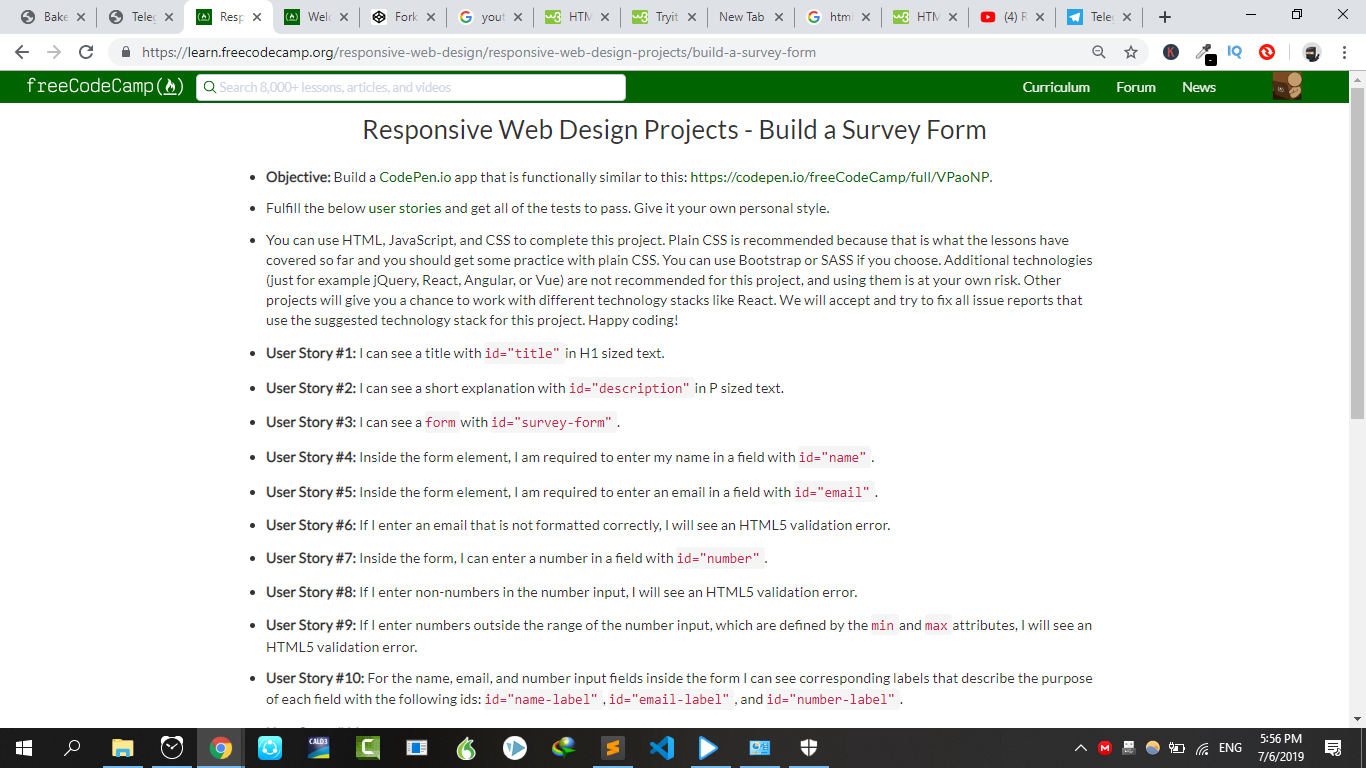 Bake
Teleg
Resp
Welc
Fork
yout
HTM
Tryit
New Tab
html
HTM
(4) R
Teleg
https://learn.freecodecamp.org/responsive-web-design/responsive-web-design-projects/build-a-survey-form
freeCodeCamp
Search 8,000+ lessons, articles, and videos
Curriculum Forum News
Responsive Web Design Projects - Build a Survey Form
• Objective: Build a CodePen.io app that is functionally similar to this: https://codepen.io/freeCodeCamp/full/VPaoNP.
• Fulfill the below user stories and get all of the tests to pass. Give it your own personal style.
• You can use HTML, JavaScript, and CSS to complete this project. Plain CSS is recommended because that is what the lessons have
covered so far and you should get some practice with plain CSS. You can use Bootstrap or SASS if you choose. Additional technologies
(just for example jQuery, React, Angular, or Vue) are not recommended for this project, and using them is at your own risk. Other
projects will give you a chance to work with different technology stacks like React. We will accept and try to fix all issue reports that
use the suggested technology stack for this project. Happy coding!
• User Story #1: I can see a title with id="title" in H1 sized text.
• User Story #2: I can see a short explanation with id="description" in P sized text.
• User Story #3: I can see a form with id="survey-form" .
• User Story #4: Inside the form element, I am required to enter my name in a field with id="name" .
• User Story #5: Inside the form element, I am required to enter an email in a field with id="email" .
• User Story #6: If I enter an email that is not formatted correctly, I will see an HTML5 validation error.
• User Story #7: Inside the form, I can enter a number in a field with id="number" .
• User Story #8: If I enter non-numbers in the number input, I will see an HTML5 validation error.
• User Story #9: If I enter numbers outside the range of the number input, which are defined by the min and max attributes, I will see an
HTML5 validation error.
• User Story #10: For the name, email, and number input fields inside the form I can see corresponding labels that describe the purpose
of each field with the following ids: id="name-label" , id="email-label" , and id="number-label" .
ENG
5:56 PM
7/6/2019